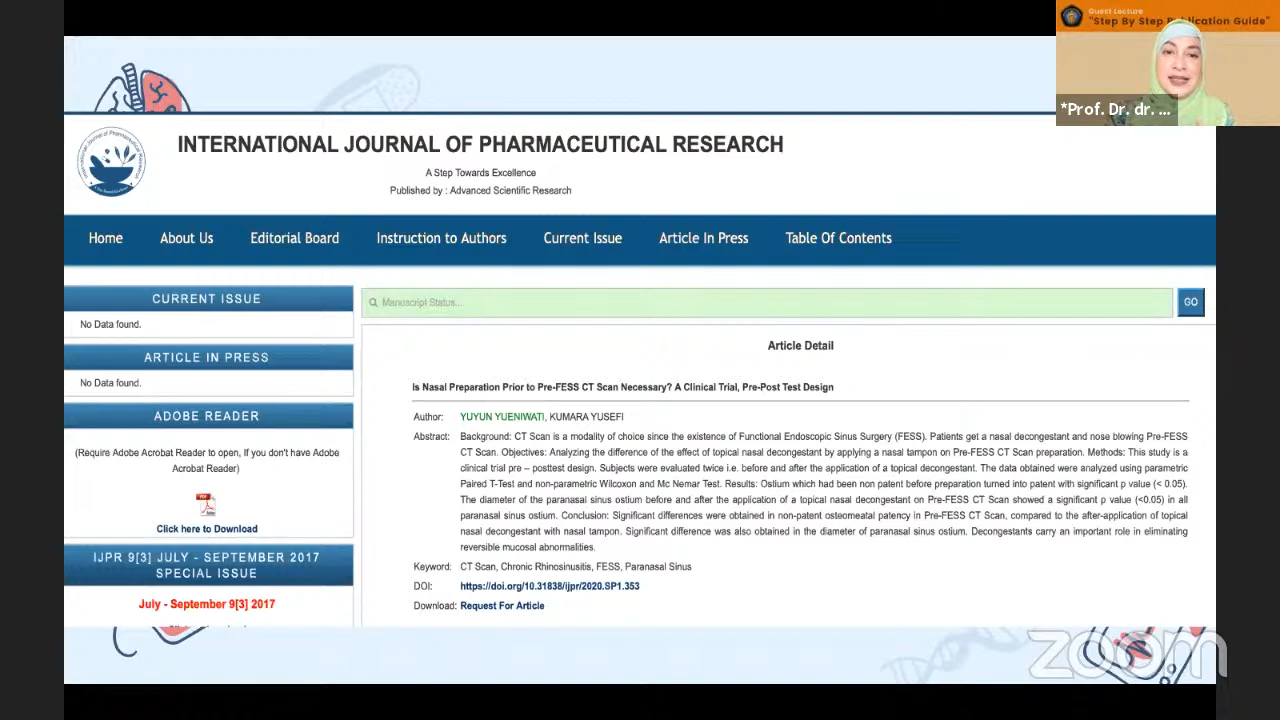 Guest Lecture
"Step By Step Publication Guide"
*Prof. Dr. dr. ...
INTERNATIONAL JOURNAL OF PHARMACEUTICAL RESEARCH
A Step Towards Excellence
Published by : Advanced Scientific Research
Home About Us Editorial Board Instruction to Authors Current Issue Article In Press Table Of Contents
CURRENT ISSUE
No Data found.
ARTICLE IN PRESS
No Data found.
ADOBE READER
(Require Adobe Acrobat Reader to open, If you don't have Adobe
Acrobat Reader)
Click here to Download
IJPR 9[3] JULY - SEPTEMBER 2017
SPECIAL ISSUE
July - September 9[3] 2017
Manuscript Status...
GO
Article Detail
Is Nasal Preparation Prior to Pre-FESS CT Scan Necessary? A Clinical Trial, Pre-Post Test Design
Author: YUYUN YUENIWATI, KUMARA YUSEFI
Abstract: Background: CT Scan is a modality of choice since the existence of Functional Endoscopic Sinus Surgery (FESS). Patients get a nasal decongestant and nose blowing Pre-FESS
CT Scan. Objectives: Analyzing the difference of the effect of topical nasal decongestant by applying a nasal tampon on Pre-FESS CT Scan preparation. Methods: This study is a
clinical trial pre – posttest design. Subjects were evaluated twice i.e. before and after the application of a topical decongestant. The data obtained were analyzed using parametric
Paired T-Test and non-parametric Wilcoxon and Mc Nemar Test. Results: Ostium which had been non patent before preparation turned into patent with significant p value (< 0.05).
The diameter of the paranasal sinus ostium before and after the application of a topical nasal decongestant on Pre-FESS CT Scan showed a significant p value (<0.05) in all
paranasal sinus ostium. Conclusion: Significant differences were obtained in non-patent osteomeatal patency in Pre-FESS CT Scan, compared to the after-application of topical
nasal decongestant with nasal tampon. Significant difference was also obtained in the diameter of paranasal sinus ostium. Decongestants carry an important role in eliminating
reversible mucosal abnormalities.
Keyword: CT Scan, Chronic Rhinosinusitis, FESS, Paranasal Sinus
DOI: https://doi.org/10.31838/ijpr/2020.SP1.353
Download: Request For Article
zoom